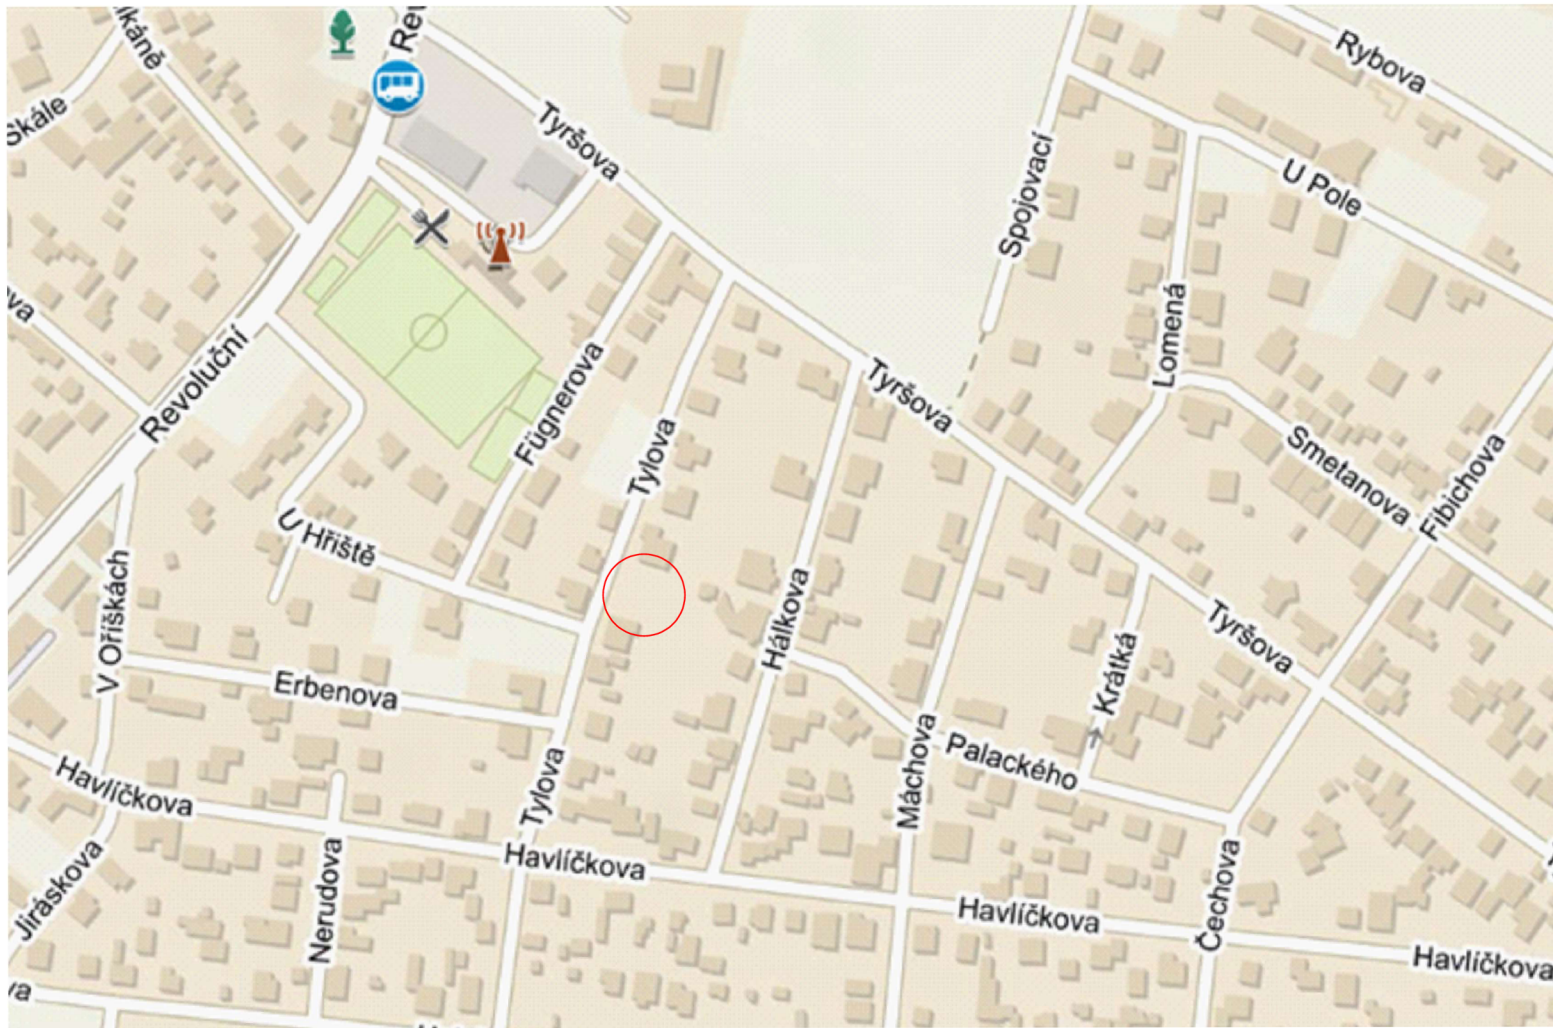 Rev
Rybova
Skále
Tyršova
Spojovací
U Pole
Lomená
Revoluční
Fügnerova
Tylova
Tyršova
Smetanova
Fibichova
U Hřiště
V Oříškách
Hálkova
Tyršova
Krátká
Erbenova
Máchova
Palackého
Havlíčkova
Tylova
Havlíčkova
Nerudova
Jiráskova
Čechova
Havlíčkova
Havlíčkova